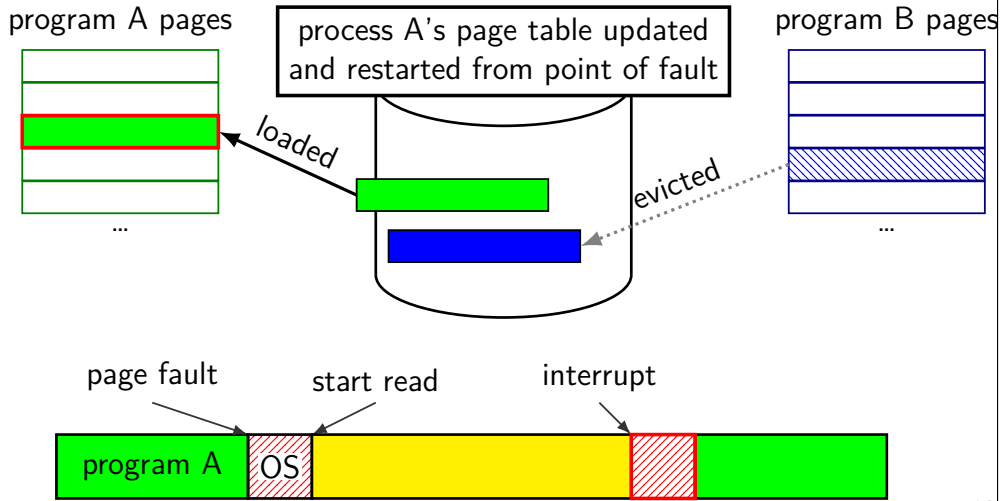 program A pages
process A's page table updated
and restarted from point of fault
program B pages
loaded
evicted
...
...
page fault
start read
interrupt
program A
OS